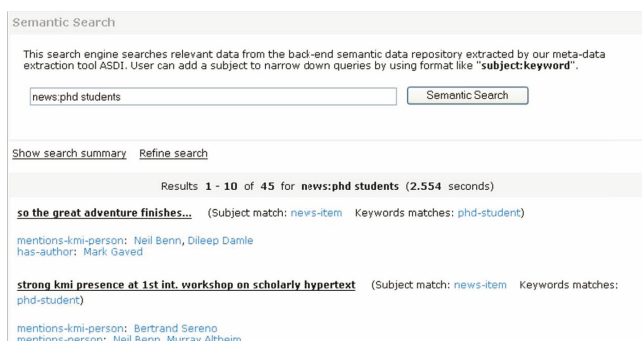 Semantic Search
This search engine searches relevant data from the back-end semantic data repository extracted by our meta-data
extraction tool ASDI. User can add a subject to narrow down queries by using format like "subject:keyword".
news:phd students Semantic Search
Show search summary Refine search
Results 1 - 10 of 45 for news:phd students (2.554 seconds)
so the great adventure finishes... (Subject match: news-item Keywords matches: phd-student)
mentions-kmi-person: Neil Benn, Dileep Damle
has-author: Mark Gaved
strong kmi presence at 1st int. workshop on scholarly hypertext (Subject match: news-item Keywords matches:
phd-student)
mentions-kmi-person: Bertrand Sereno
mentions-person: Neil Benn, Murray Altheim